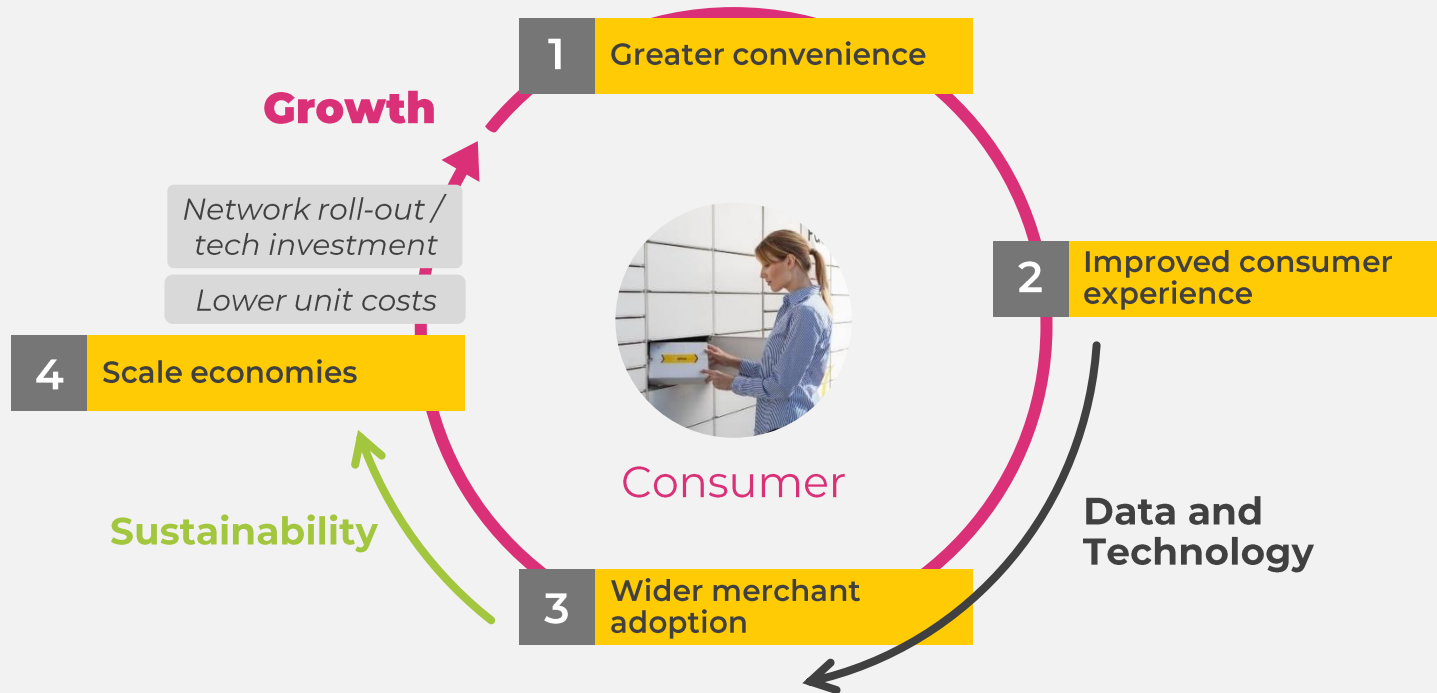 1
Greater convenience
Growth
Network roll-out /
tech investment
Lower unit costs
2
Improved consumer
experience
4
Scale economies
Consumer
Sustainability
Data and
Technology
3
Wider merchant
adoption